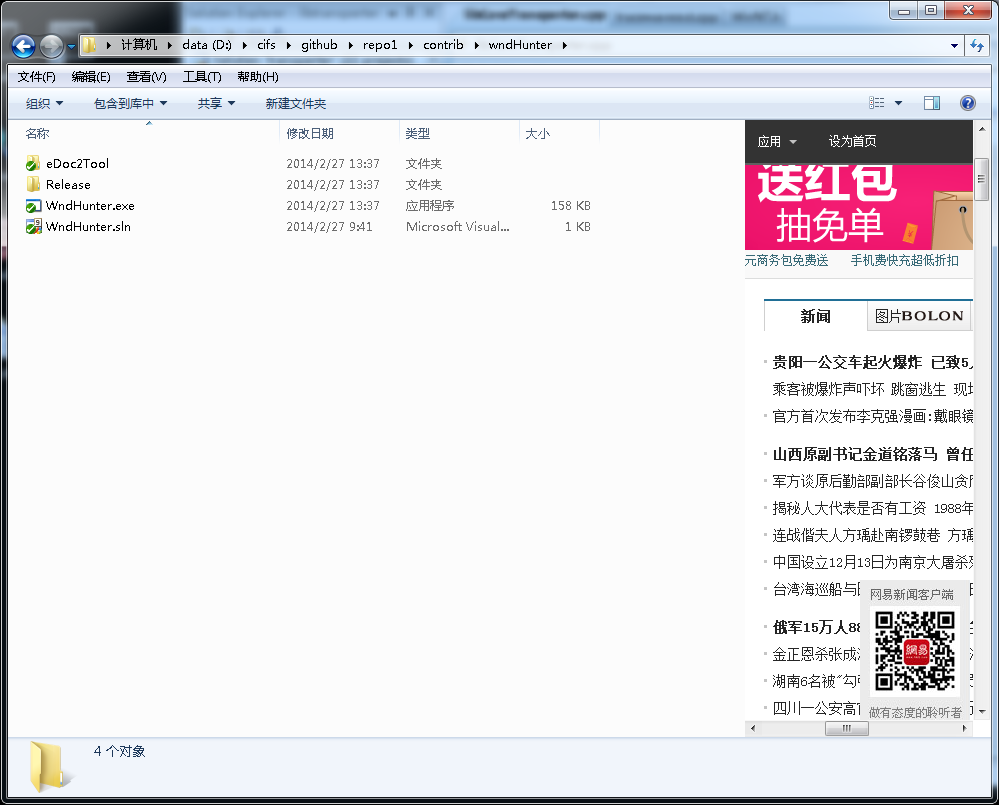 计算机 data (D:) cifs github repo1 contrib wndHunter
文件(F) 编辑(E) 查看(V) 工具(T) 帮助(H)
组织 包含到库中 共享 新建文件夹
名称 修改日期 类型 大小
eDoc2Tool 2014/2/27 13:37 文件夹
Release 2014/2/27 13:37 文件夹
WndHunter.exe 2014/2/27 13:37 应用程序 158 KB
WndHunter.sln 2014/2/27 9:41 Microsoft Visual... 1 KB
应用 设为首页
送红包
抽免单
元商务包免费送 手机费快充超低折扣
新闻 图片BOLON
贵阳一公交车起火爆炸 已致5
乘客被爆炸声吓坏 跳窗逃生 现
官方首次发布李克强漫画:戴眼镜
山西原副书记金道铭落马 曾任
军方谈原后勤部副部长谷俊山贪
揭秘人大代表是否有工资 1988年
连战偕夫人方瑀赴南锣鼓巷 方瑀
中国设立12月13日为南京大屠杀
台湾海巡船与
俄军15万人88
金正恩杀张成
湖南6名被"勾
四川一公安高
网易新闻客户端
網易
做有态度的聆听者
4 个对象